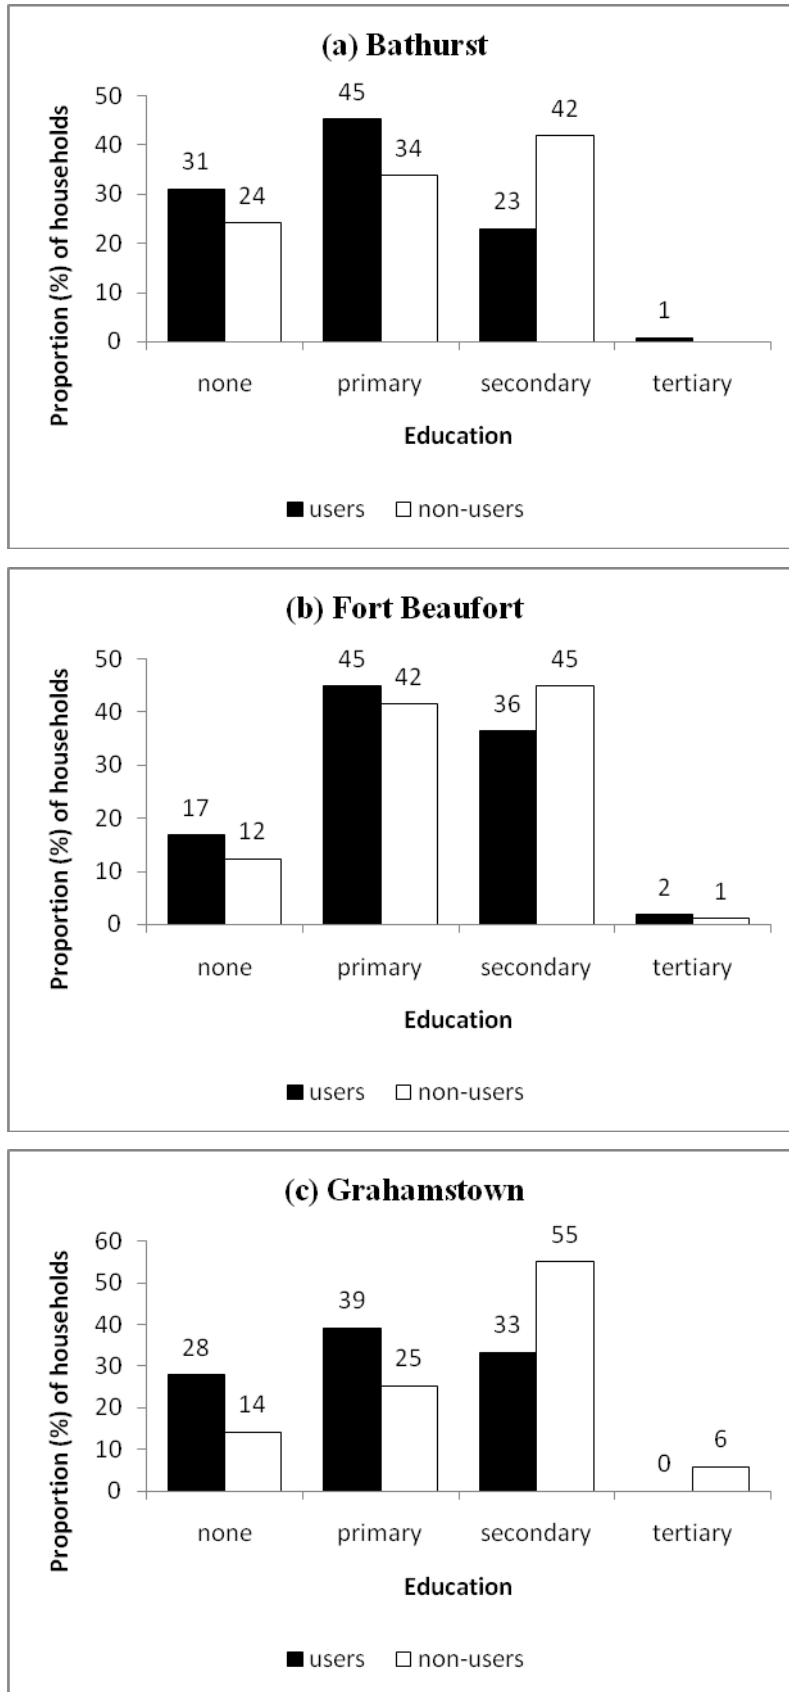 (a) Bathurst
Proportion (%) of households
50
40
30
20
10
0
31
24
45
34
23
42
1
none primary secondary tertiary
Education
users non-users
(b) Fort Beaufort
Proportion (%) of households
50
40
30
20
10
0
17
12
45
42
36
45
2
1
none primary secondary tertiary
Education
users non-users
(c) Grahamstown
Proportion (%) of households
60
50
40
30
20
10
0
28
14
39
25
33
55
0
6
none primary secondary tertiary
Education
users non-users